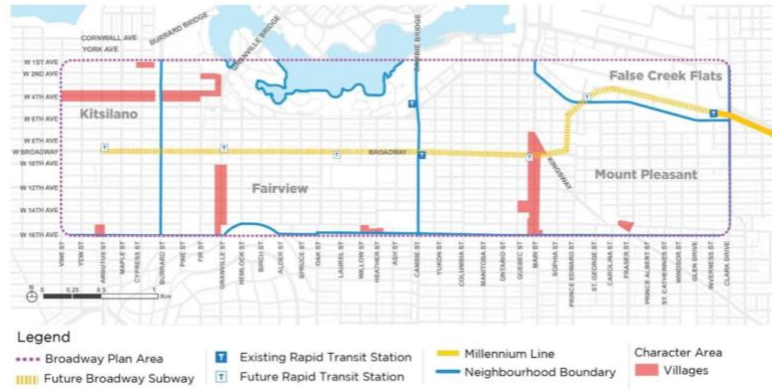 CORNWALL AVE
YORK AVE
BURRARD BRIDGE
GRANVILLE BRIDGE
CAMBIE BRIDGE
W 1ST AVE
W 2ND AVE
W 4TH AVE
W 6TH AVE
W 8TH AVE
W BROADWAY
W 10TH AVE
W 12TH AVE
W 14TH AVE
W 16TH AVE
Kitsilano
False Creek Flats
BROADWAY
KINGSWAY
Fairview
Mount Pleasant
VINE ST
YEW ST
ARBUTUS ST
MAPLE ST
CYPRESS ST
BURRARD ST
PINE ST
FIR ST
GRANVILLE ST
HEMLOCK ST
BIRCH ST
ALDER ST
SPRUCE ST
OAK ST
LAUREL ST
WILLOW ST
HEATHER ST
ASH ST
CAMBIE ST
YUKON ST
COLUMBIA ST
MANITOBA ST
ONTARIO ST
QUEBEC ST
MAIN ST
SOPHIA ST
PRINCE EDWARD ST
ST. GEORGE ST
CAROLINA ST
FRASER ST
PRINCE ALBERT ST
ST. CATHERINES ST
WINDSOR ST
GLEN DRIVE
INVERNESS ST
CLARK DRIVE
N
0 0.25 0.5 1
Km
Legend
Broadway Plan Area
Future Broadway Subway
T Existing Rapid Transit Station
T Future Rapid Transit Station
Millennium Line
Neighbourhood Boundary
Character Area
Villages